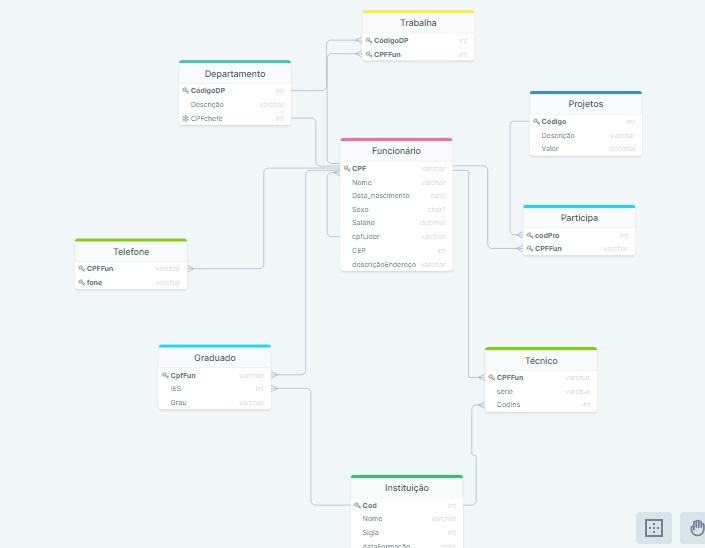 Trabalha
CódigoDP int
CPFFun int
Departamento
CódigoDP int
Descrição varchar
CPFchefe int
Projetos
Código int
Descrição varchar
Valor decimal
Funcionário
CPF varchar
Nome varchar
Data_nascimento date
Sexo char?
Salário decimal
cpfLider varchar
CEP int
descriçãoEndereço varchar
Participa
codPro int
CPFFun varchar
Telefone
CPFFun varchar
fone varchar
Graduado
CpfFun varchar
IES int
Grau varchar
Técnico
CPFFun varchar
série varchar
CodIns int
Instituição
Cod int
Nome varchar
Sigla int
dataFormação date